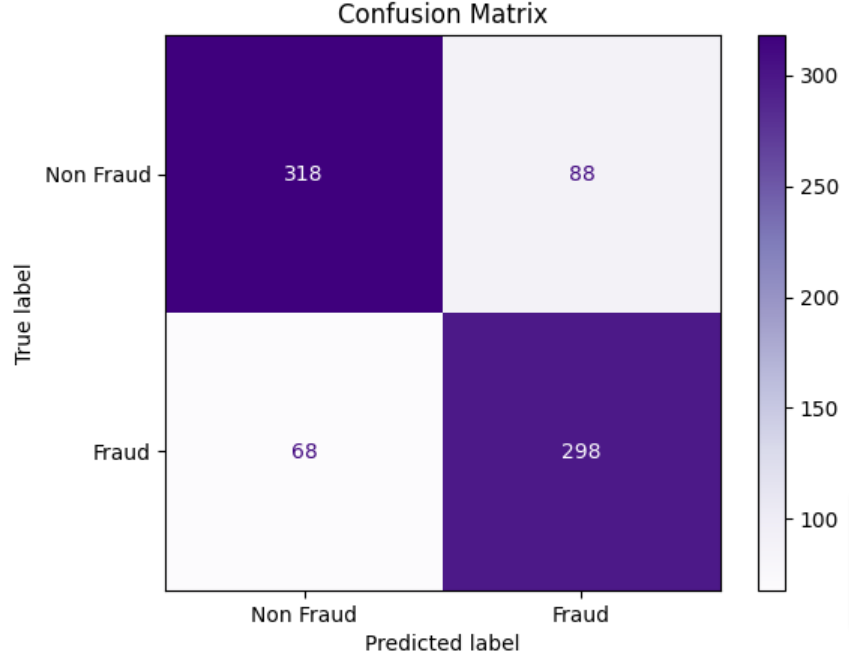 Confusion Matrix
Non Fraud
318
88
300
250
True label
200
150
Fraud
68
298
100
Non Fraud
Fraud
Predicted label